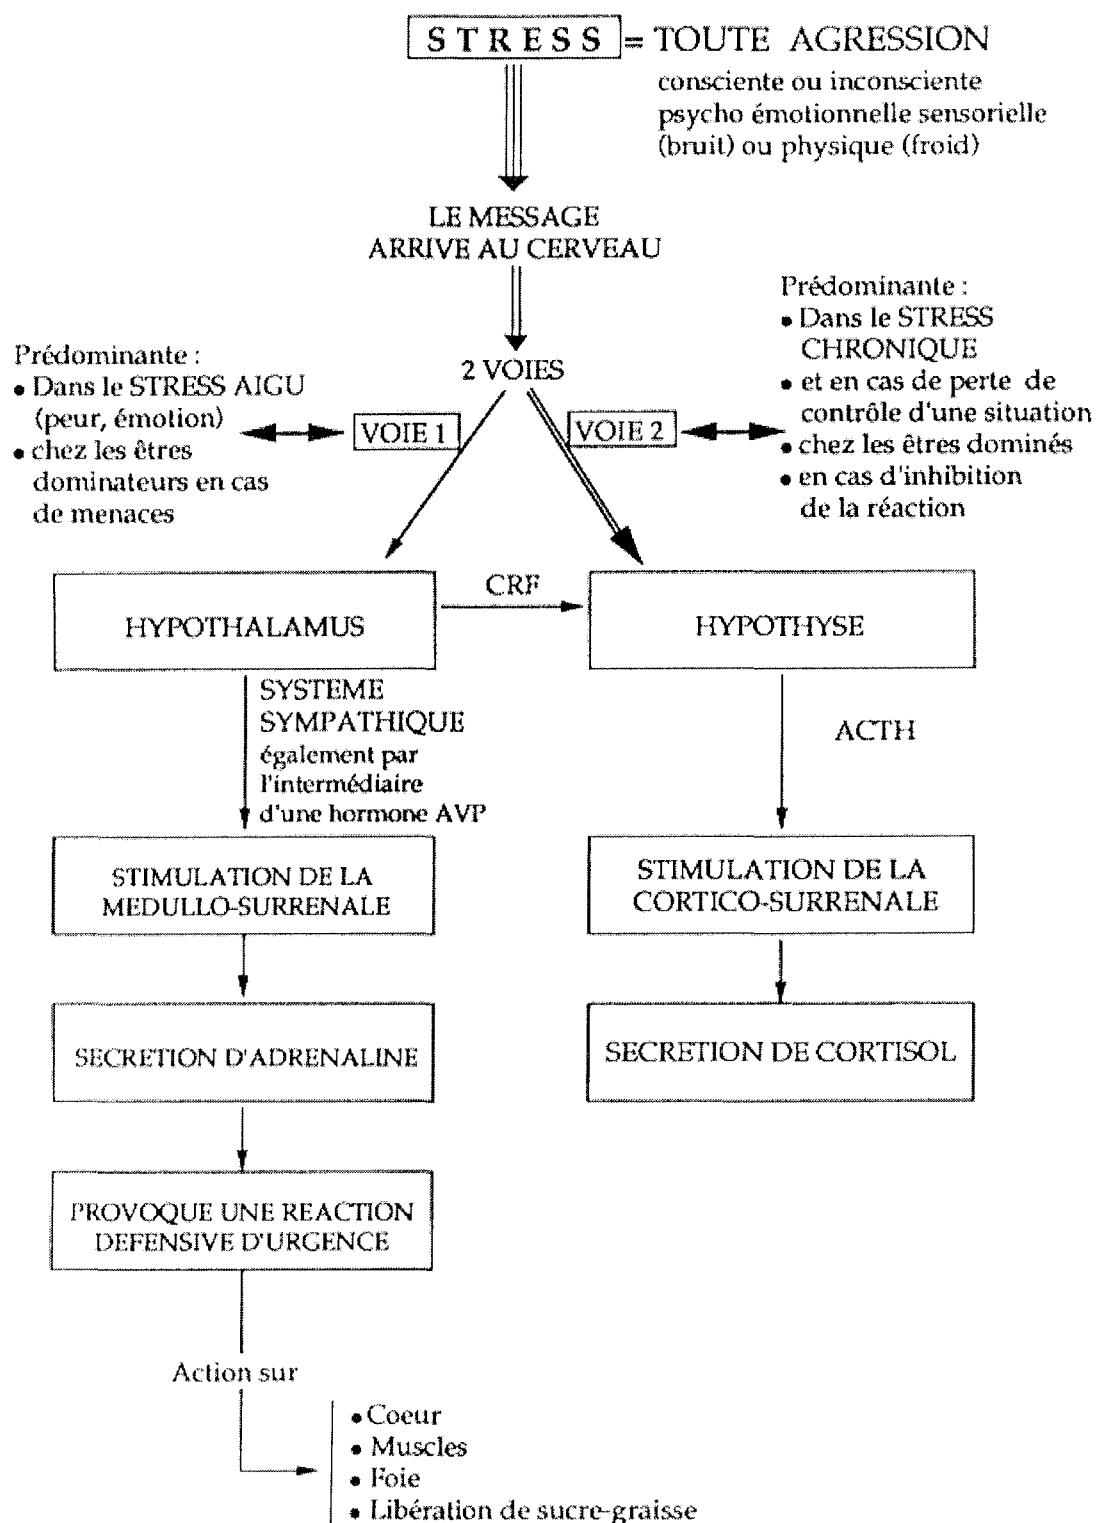 STRESS = TOUTE AGRESSION
consciente ou inconsciente
psycho émotionnelle sensorielle
(bruit) ou physique (froid)
LE MESSAGE
ARRIVE AU CERVEAU
2 VOIES
Prédominante :
• Dans le STRESS AIGU
(peur, émotion)
• chez les êtres
dominateurs en cas
de menaces
VOIE 1
VOIE 2
Prédominante :
• Dans le STRESS
CHRONIQUE
• et en cas de perte de
contrôle d'une situation
• chez les êtres dominés
• en cas d'inhibition
de la réaction
HYPOTHALAMUS
CRF
HYPOTHYSE
SYSTEME
SYMPATHIQUE
également par
l'intermédiaire
d'une hormone AVP
ACTH
STIMULATION DE LA
MEDULLO-SURRENALE
STIMULATION DE LA
CORTICO-SURRENALE
SECRETION D'ADRENALINE
SECRETION DE CORTISOL
PROVOQUE UNE REACTION
DEFENSIVE D'URGENCE
Action sur
• Coeur
• Muscles
• Foie
• Libération de sucre-graisse